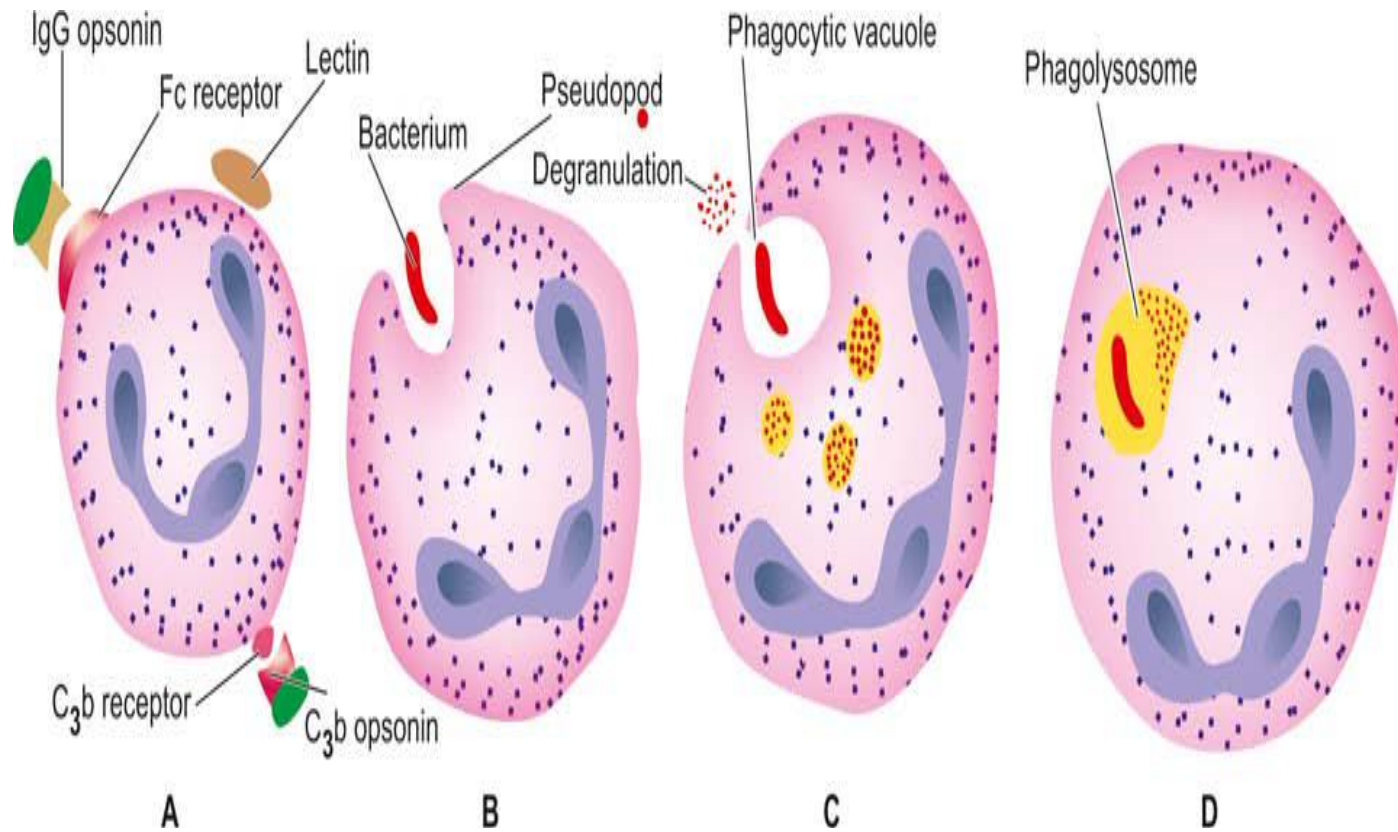 IgG opsonin
Fc receptor
Lectin
Bacterium
Pseudopod
Degranulation
Phagocytic vacuole
Phagolysosome
C₃b receptor
C₃b opsonin
A
B
C
D